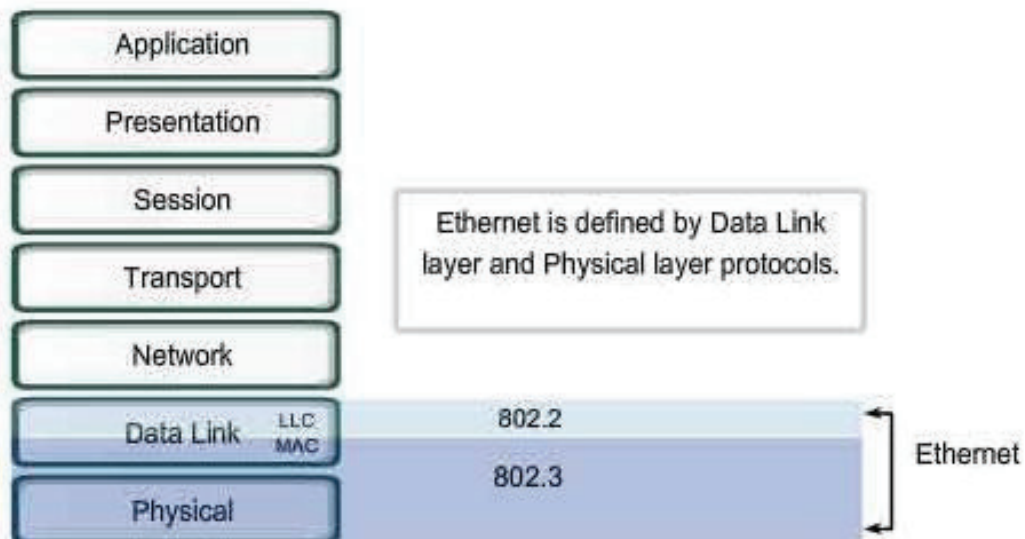 Application
Presentation
Session
Ethernet is defined by Data Link
layer and Physical layer protocols.
Transport
Network
Data Link
LLC
MAC
802.2
802.3
Ethernet
Physical